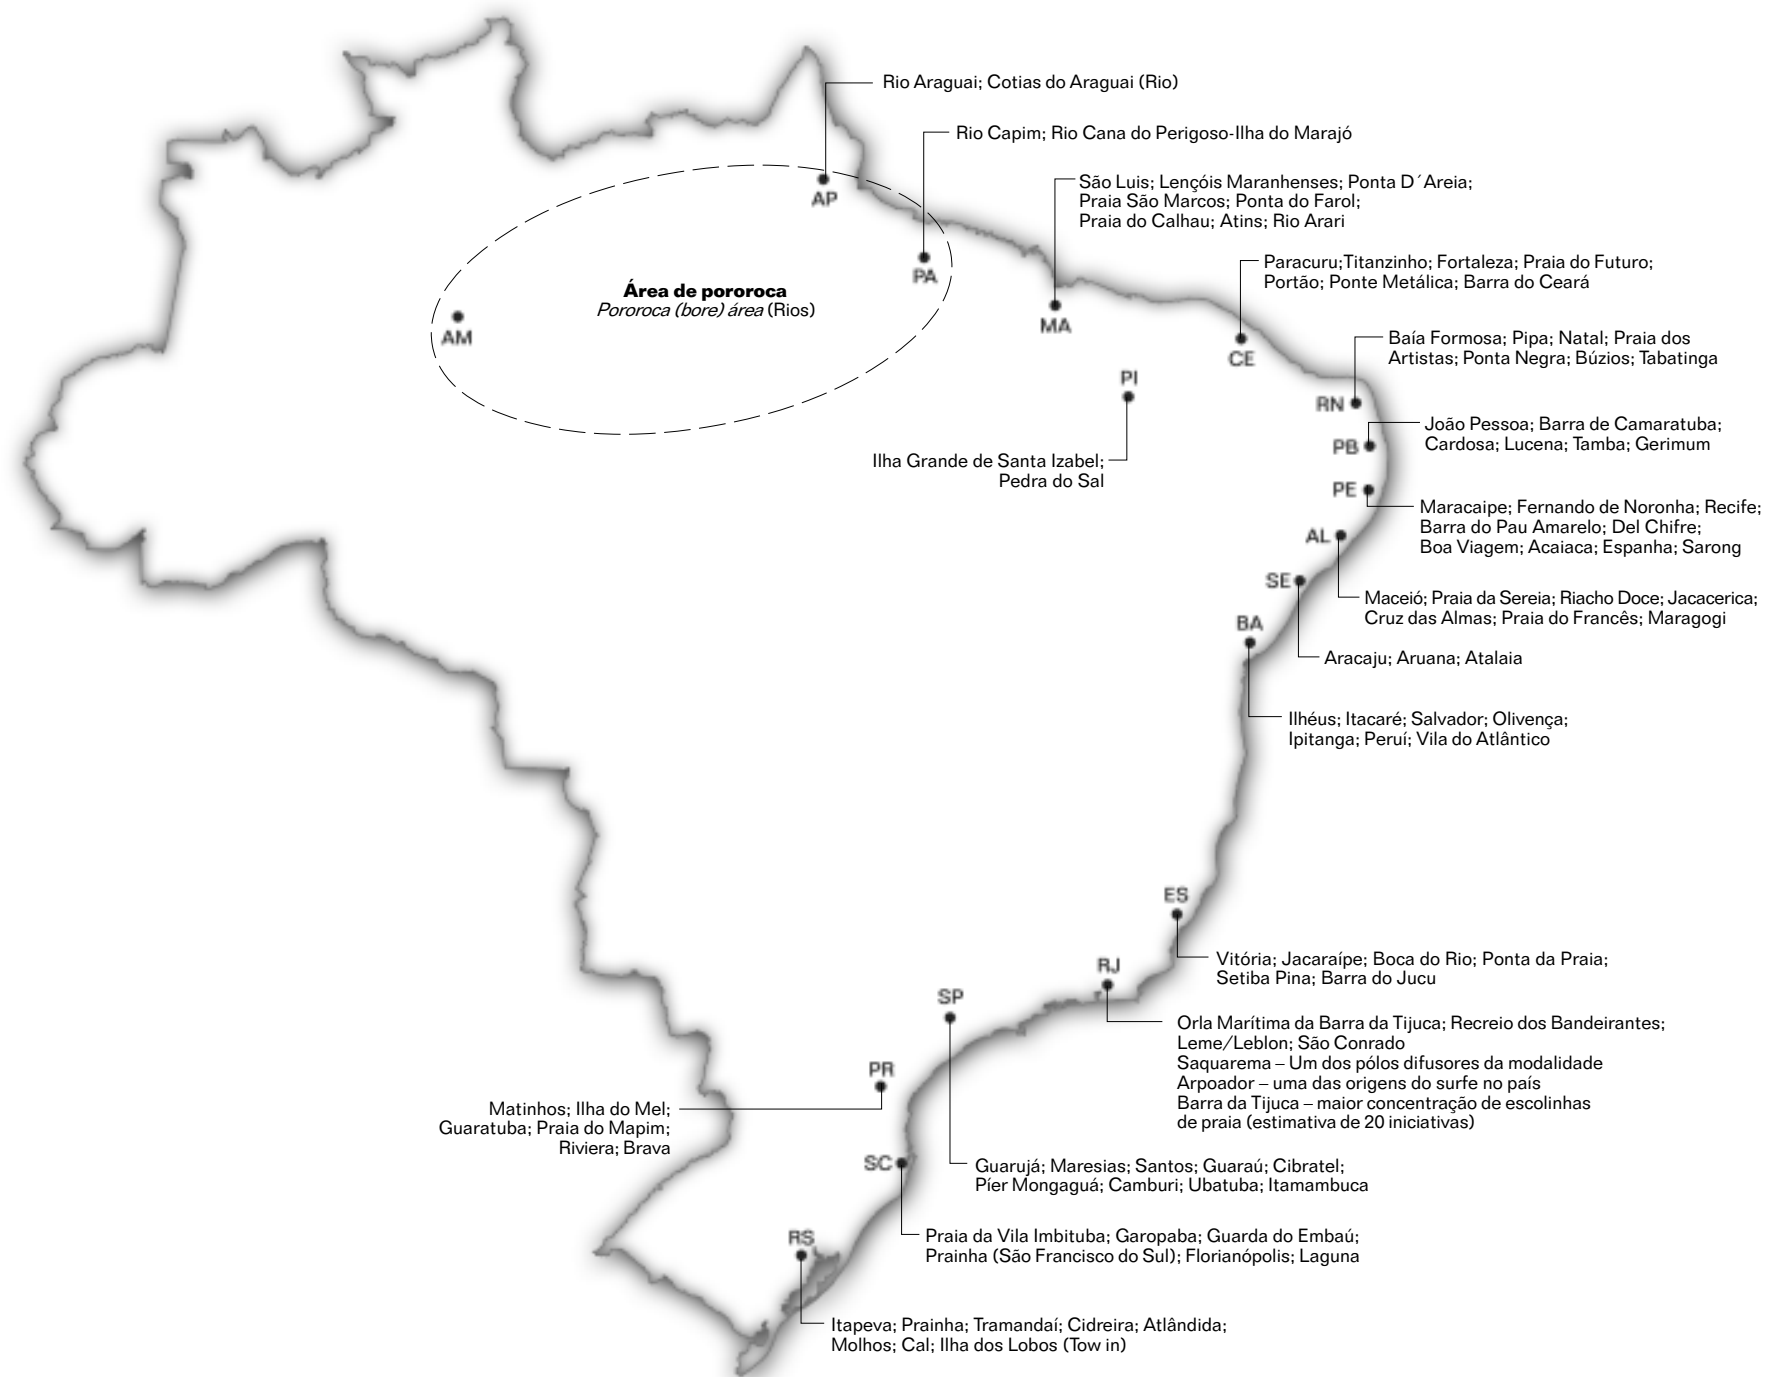 Rio Araguai; Cotias do Araguai (Rio)
AP
Rio Capim; Rio Cana do Perigoso-Ilha do Marajó
PA
São Luis; Lençóis Maranhenses; Ponta D´Areia;
Praia São Marcos; Ponta do Farol;
Praia do Calhau; Atins; Rio Arari
MA
Área de pororoca
Pororoca (bore) área (Rios)
AM
Paracuru;Titanzinho; Fortaleza; Praia do Futuro;
Portão; Ponte Metálica; Barra do Ceará
CE
PI
Ilha Grande de Santa Izabel;
Pedra do Sal
Baía Formosa; Pipa; Natal; Praia dos
Artistas; Ponta Negra; Búzios; Tabatinga
RN
João Pessoa; Barra de Camaratuba;
Cardosa; Lucena; Tamba; Gerimum
PB
PE
Maracaipe; Fernando de Noronha; Recife;
Barra do Pau Amarelo; Del Chifre;
Boa Viagem; Acaiaca; Espanha; Sarong
AL
Maceió; Praia da Sereia; Riacho Doce; Jacacerica;
Cruz das Almas; Praia do Francês; Maragogi
SE
Aracaju; Aruana; Atalaia
BA
Ilhéus; Itacaré; Salvador; Olivença;
Ipitanga; Peruí; Vila do Atlântico
ES
Vitória; Jacaraípe; Boca do Rio; Ponta da Praia;
Setiba Pina; Barra do Jucu
RJ
Orla Marítima da Barra da Tijuca; Recreio dos Bandeirantes;
Leme/Leblon; São Conrado
Saquarema – Um dos pólos difusores da modalidade
Arpoador – uma das origens do surfe no país
Barra da Tijuca – maior concentração de escolinhas
de praia (estimativa de 20 iniciativas)
SP
Guarujá; Maresias; Santos; Guaraú; Cibratel;
Píer Mongaguá; Camburi; Ubatuba; Itamambuca
PR
Matinhos; Ilha do Mel;
Guaratuba; Praia do Mapim;
Riviera; Brava
SC
Praia da Vila Imbituba; Garopaba; Guarda do Embaú;
Prainha (São Francisco do Sul); Florianópolis; Laguna
RS
Itapeva; Prainha; Tramandaí; Cidreira; Atlândida;
Molhos; Cal; Ilha dos Lobos (Tow in)